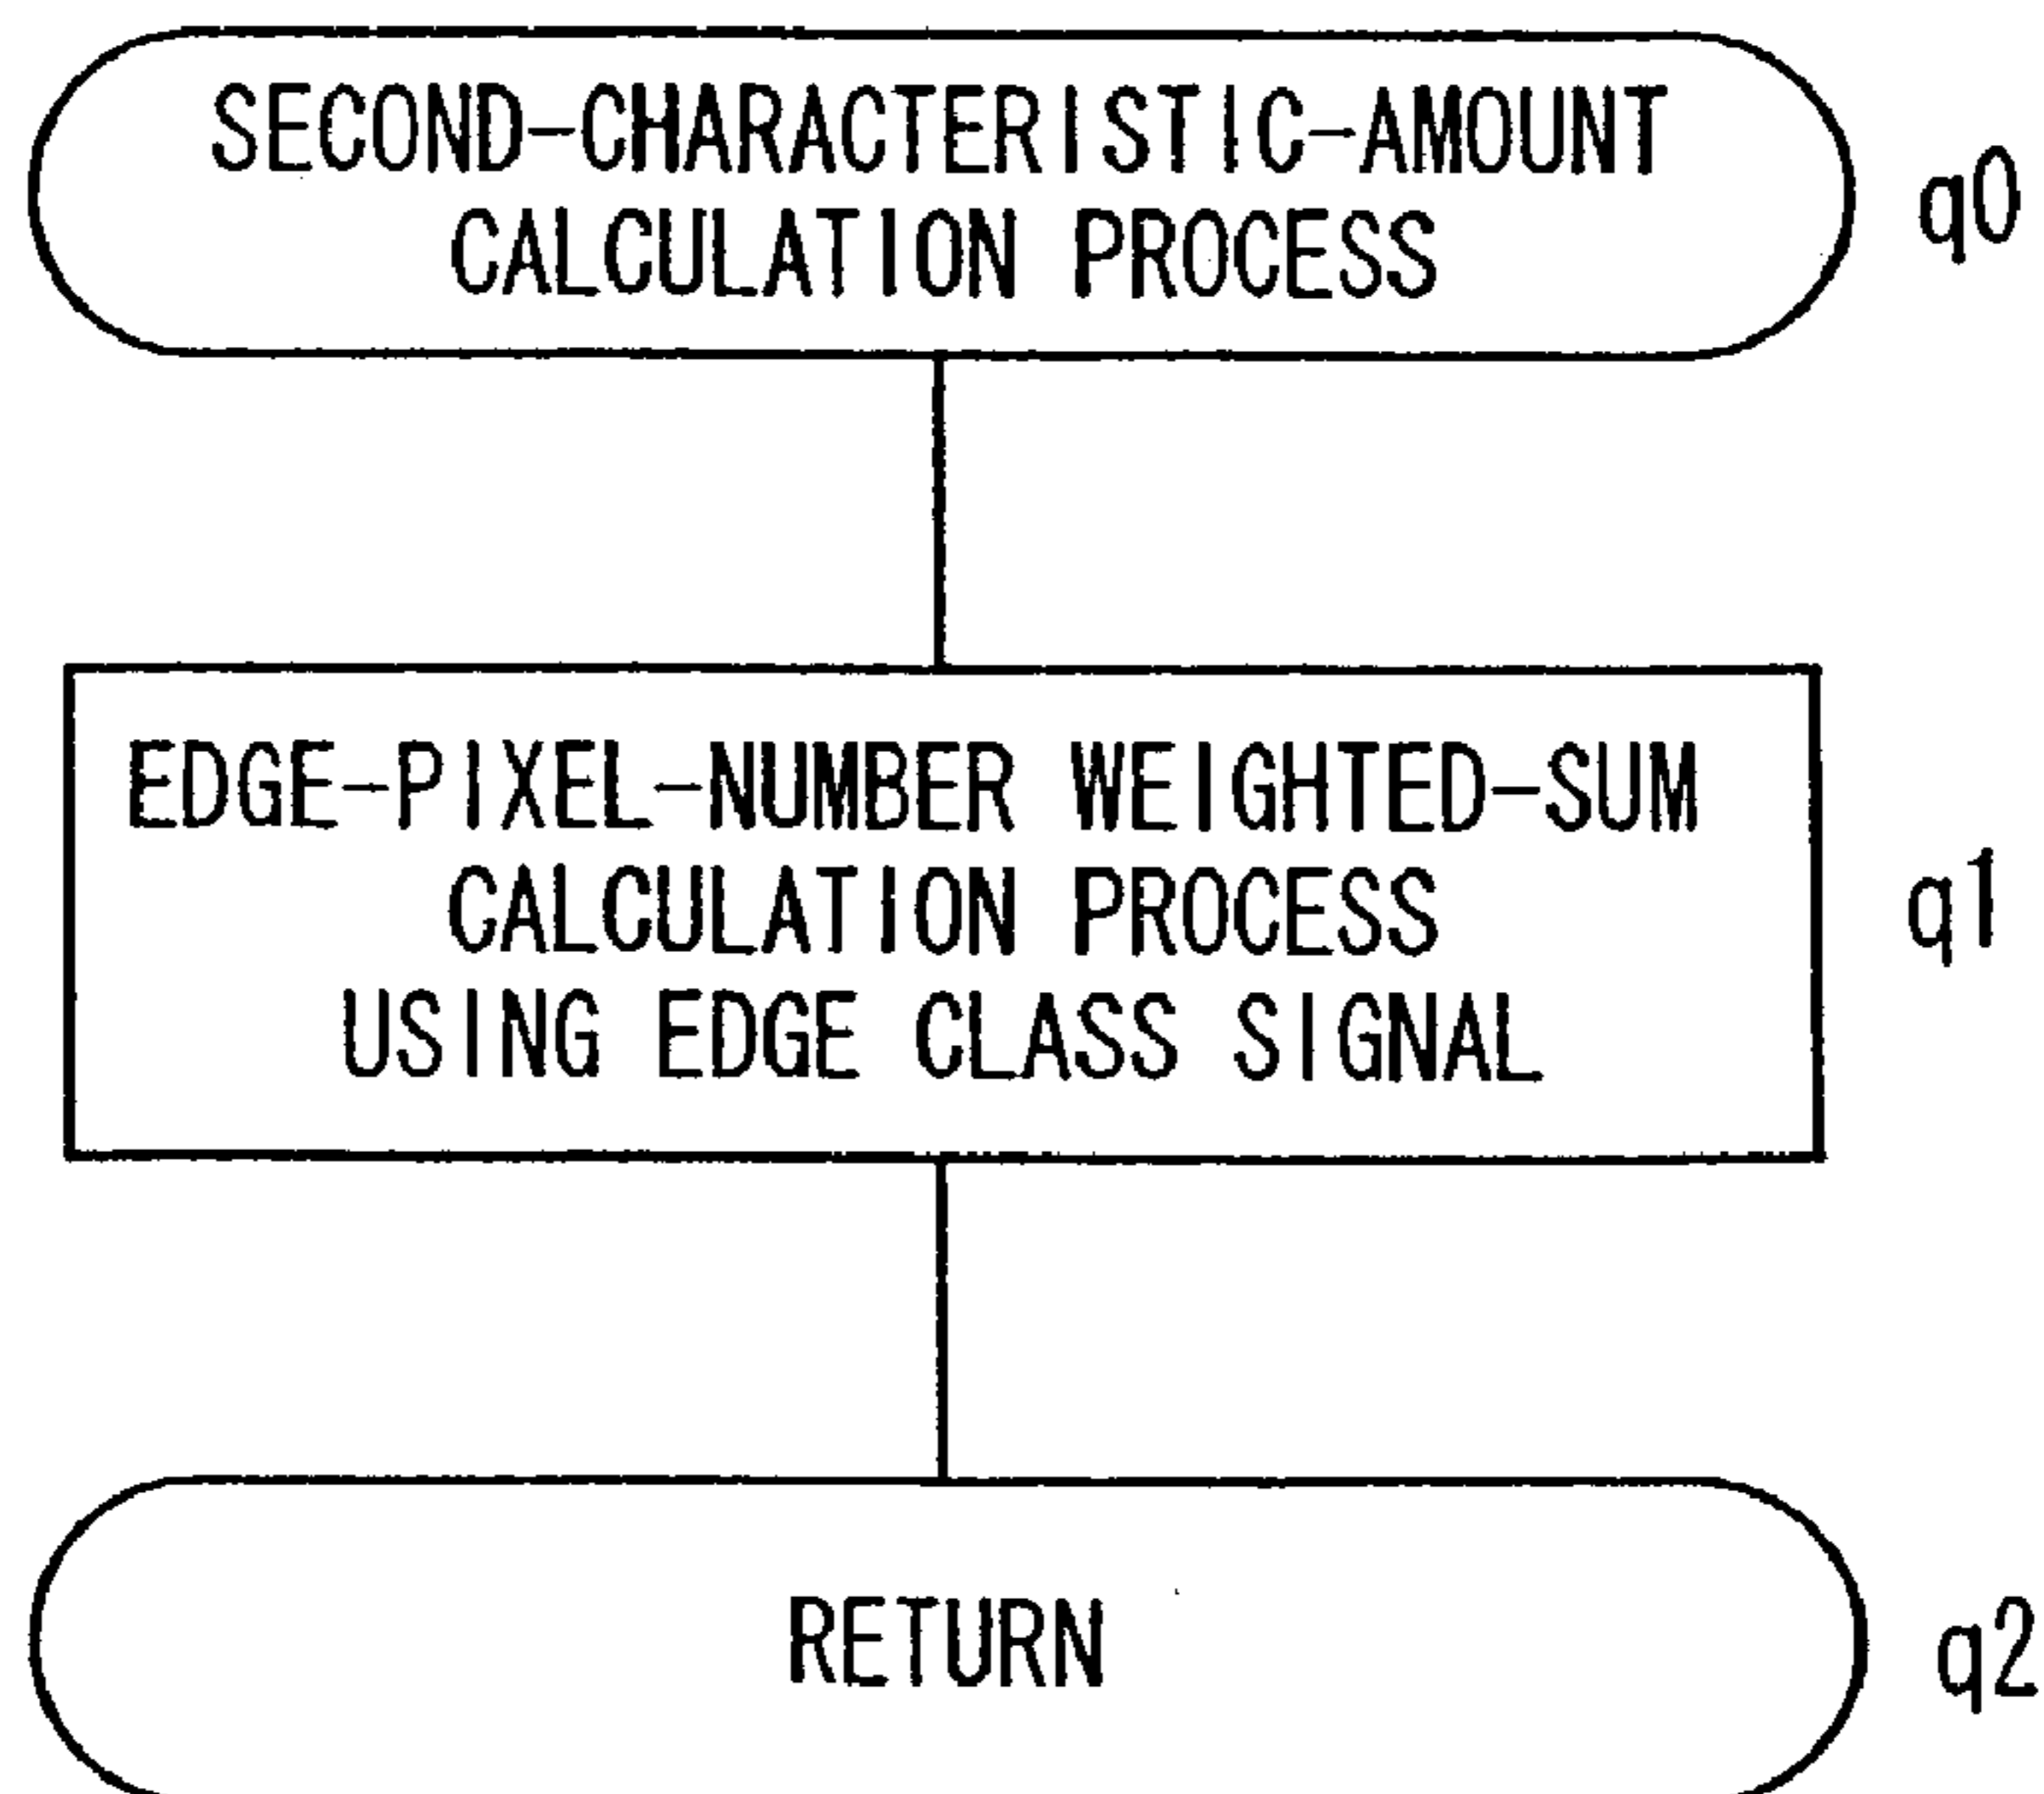 SECOND-CHARACTERISTIC-AMOUNT
CALCULATION PROCESS
q0
EDGE-PIXEL-NUMBER WEIGHTED-SUM
CALCULATION PROCESS
USING EDGE CLASS SIGNAL
q1
RETURN
q2